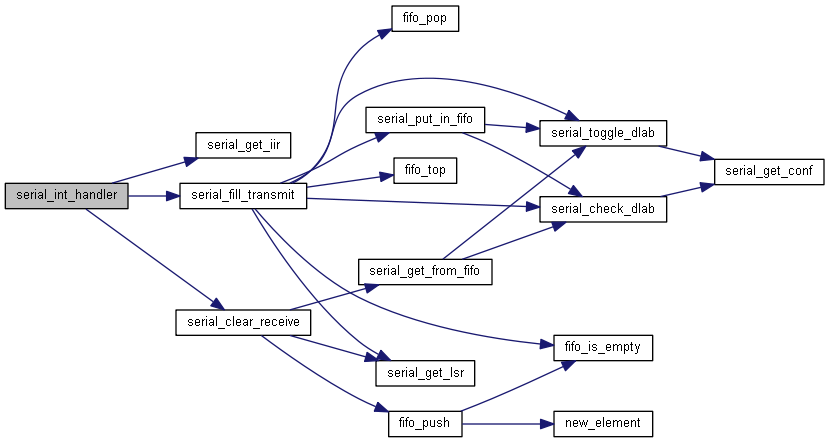 fifo_pop
serial_put_in_fifo
serial_toggle_dlab
serial_get_iir
fifo_top
serial_get_conf
serial_int_handler
serial_fill_transmit
serial_check_dlab
serial_get_from_fifo
serial_clear_receive
fifo_is_empty
serial_get_lsr
fifo_push
new_element